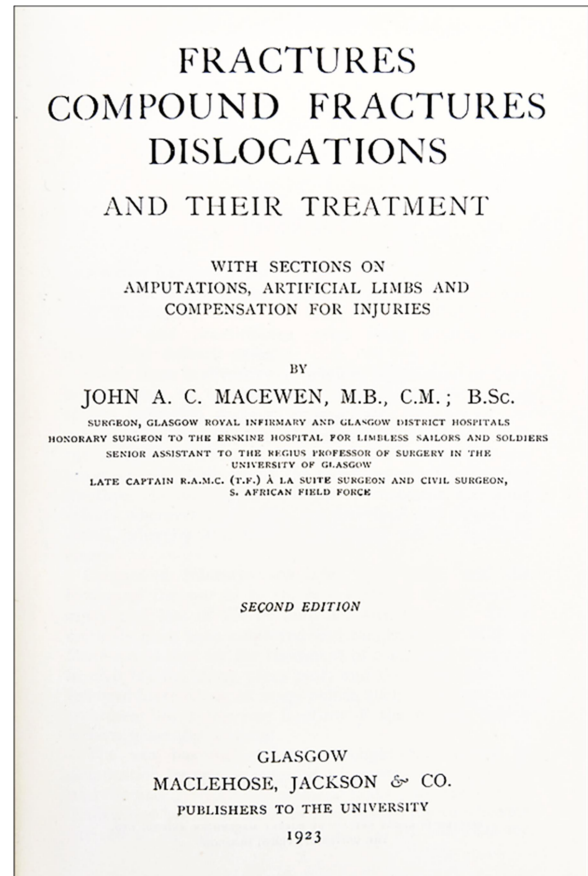 FRACTURES
COMPOUND FRACTURES
DISLOCATIONS
AND THEIR TREATMENT
WITH SECTIONS ON
AMPUTATIONS, ARTIFICIAL LIMBS AND
COMPENSATION FOR INJURIES
BY
JOHN A. C. MACEWEN, M.B., C.M.; B.Sc.
SURGEON, GLASGOW ROYAL INFIRMARY AND GLASGOW DISTRICT HOSPITALS
HONORARY SURGEON TO THE ERSKINE HOSPITAL FOR LIMBLESS SAILORS AND SOLDIERS
SENIOR ASSISTANT TO THE REGIUS PROFESSOR OF SURGERY IN THE
UNIVERSITY OF GLASGOW
LATE CAPTAIN R.A.M.C. (T.F.) À LA SUITE SURGEON AND CIVIL SURGEON,
S. AFRICAN FIELD FORCE
SECOND EDITION
GLASGOW
MACLEHOSE, JACKSON & CO.
PUBLISHERS TO THE UNIVERSITY
1923